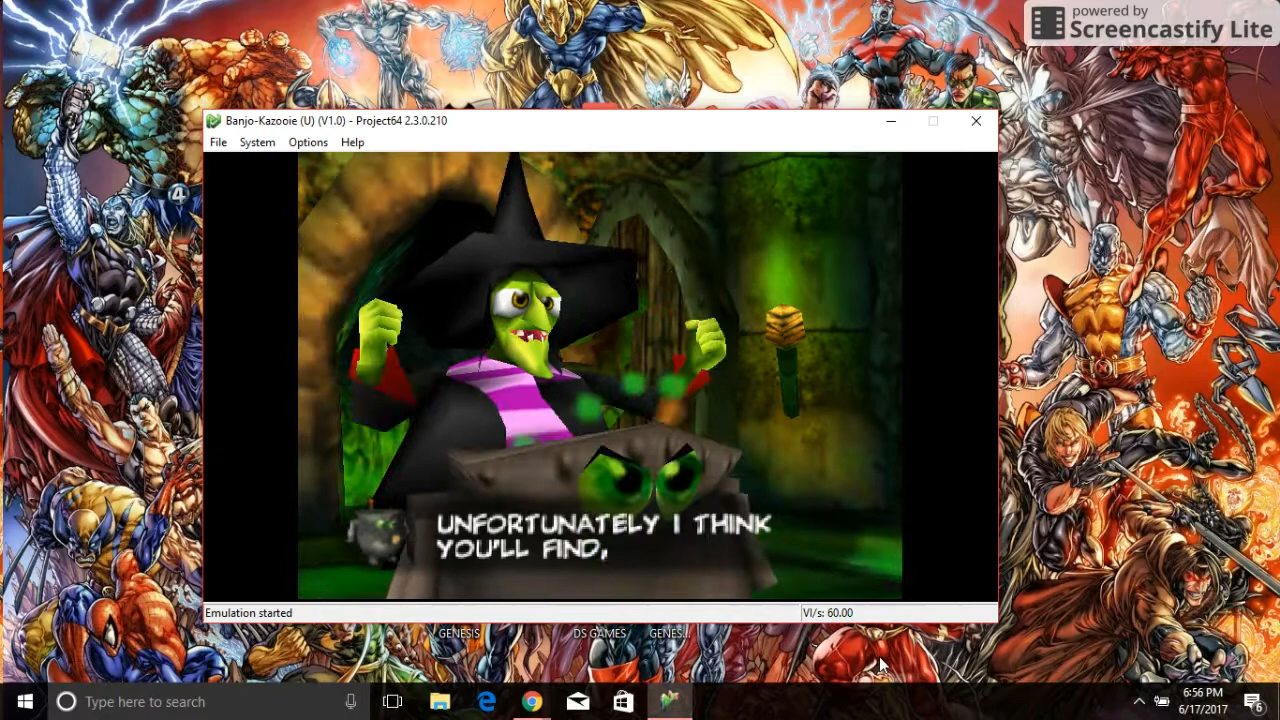 powered by
Screencastify Lite
Banjo-Kazooie (U) (V1.0) - Project64 2.3.0.210
File System Options Help
4
UNFORTUNATELY I THINK
YOU'LL FIND,
Emulation started
VI/s: 60.00
GENESIS
DS GAMES
GENES...
Type here to search
6:56 PM
6/17/2017
6